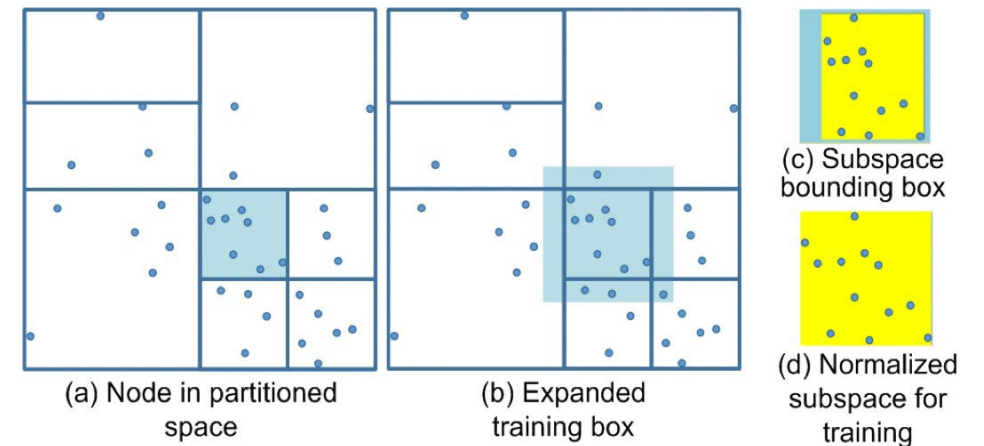 (a) Node in partitioned
space
(b) Expanded
training box
(c) Subspace
bounding box
(d) Normalized
subspace for
training